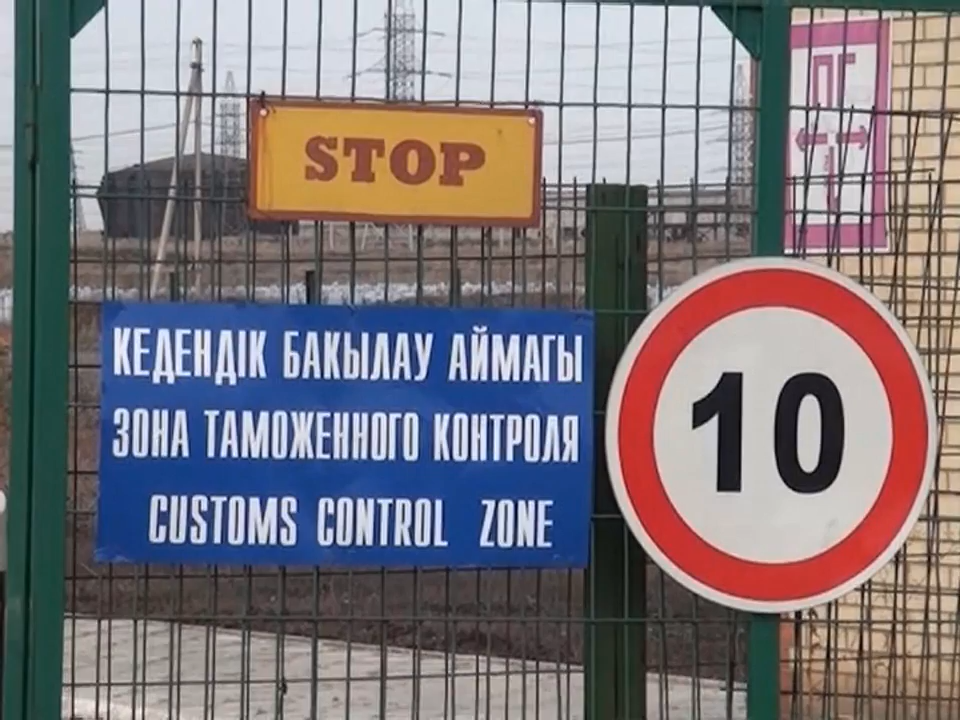 STOP
ПГ
КЕДЕНДІК БАКЫЛАУ АЙМАГЫ
ЗОНА ТАМОЖЕННОГО КОНТРОЛЯ
CUSTOMS CONTROL ZONE
10